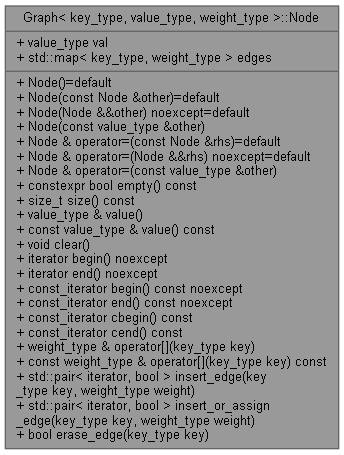 Graph< key_type, value_type, weight_type >::Node
+ value_type val
+ std::map< key_type, weight_type > edges
+ Node()=default
+ Node(const Node &other)=default
+ Node(Node &&other) noexcept=default
+ Node(const value_type &other)
+ Node & operator=(const Node &rhs)=default
+ Node & operator=(Node &&rhs) noexcept=default
+ Node & operator=(const value_type &other)
+ constexpr bool empty() const
+ size_t size() const
+ value_type & value()
+ const value_type & value() const
+ void clear()
+ iterator begin() noexcept
+ iterator end() noexcept
+ const_iterator begin() const noexcept
+ const_iterator end() const noexcept
+ const_iterator cbegin() const
+ const_iterator cend() const
+ weight_type & operator[](key_type key)
+ const weight_type & operator[](key_type key) const
+ std::pair< iterator, bool > insert_edge(key
_type key, weight_type weight)
+ std::pair< iterator, bool > insert_or_assign
_edge(key_type key, weight_type weight)
+ bool erase_edge(key_type key)